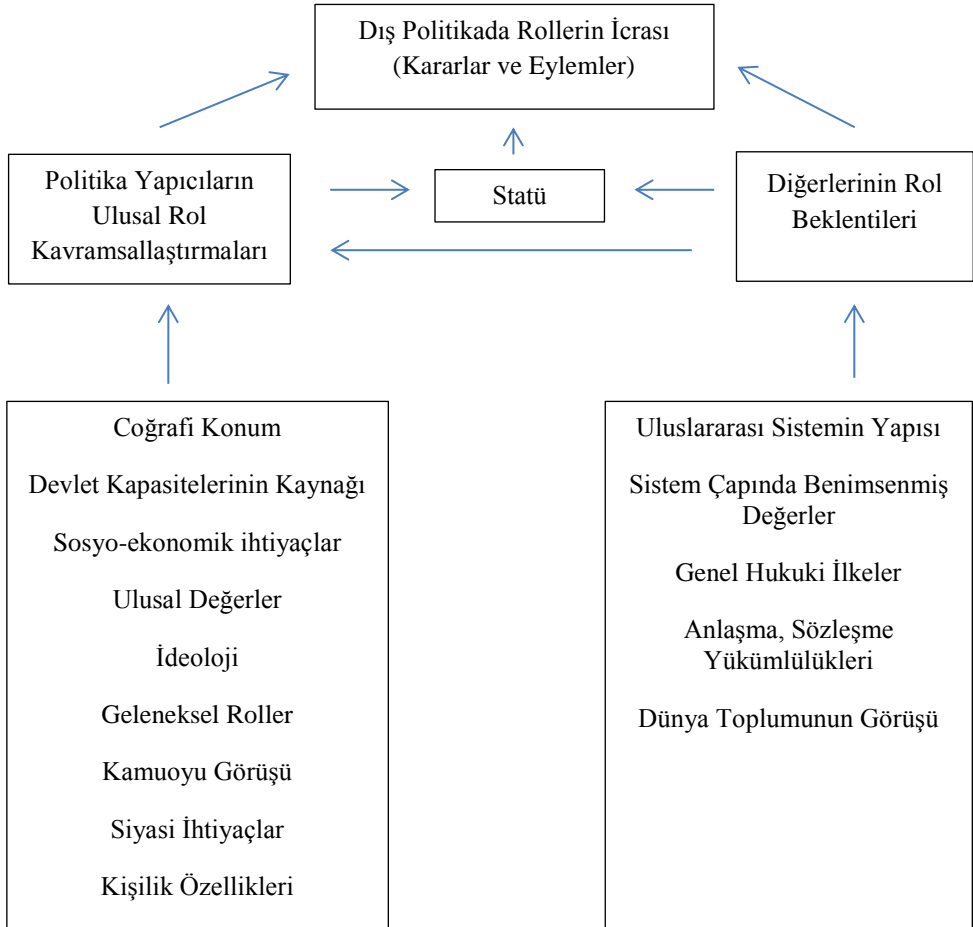 Dış Politikada Rollerin İcrası
(Kararlar ve Eylemler)
Politika Yapıcıların
Ulusal Rol
Kavramsallaştırmaları
Statü
Diğerlerinin Rol
Beklentileri
Coğrafi Konum
Devlet Kapasitelerinin Kaynağı
Sosyo-ekonomik ihtiyaçlar
Ulusal Değerler
İdeoloji
Geleneksel Roller
Kamuoyu Görüşü
Siyasi İhtiyaçlar
Kişilik Özellikleri
Uluslararası Sistemin Yapısı
Sistem Çapında Benimsenmiş
Değerler
Genel Hukuki İlkeler
Anlaşma, Sözleşme
Yükümlülükleri
Dünya Toplumunun Görüşü